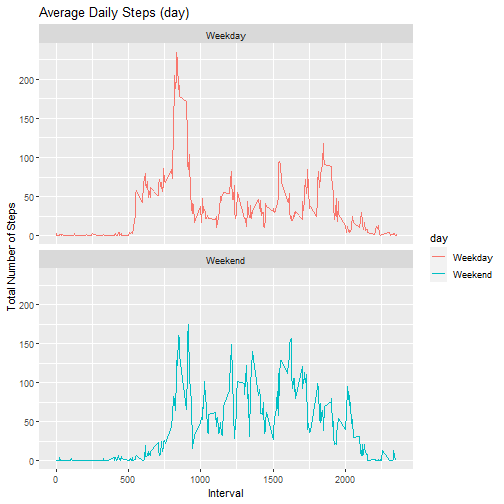 Average Daily Steps (day)
Weekday
200
150
100
50
0
Weekend
200
150
100
50
0
0
500
1000
1500
2000
Interval
Total Number of Steps
day
Weekday
Weekend